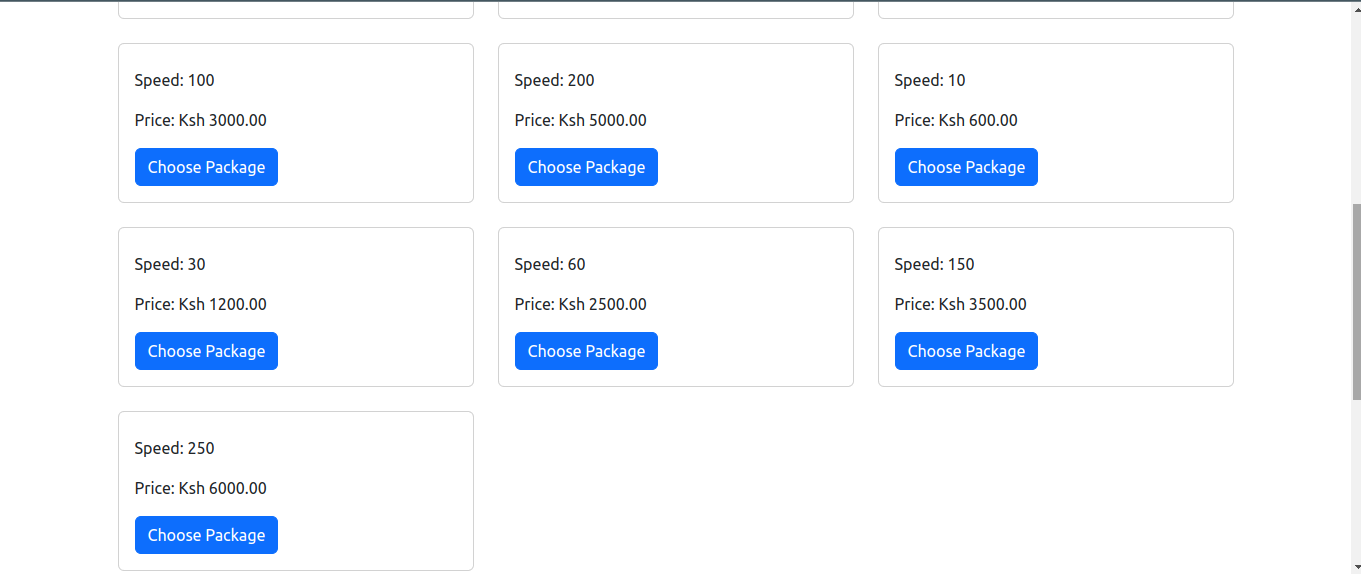 Speed: 100
Price: Ksh 3000.00
Choose Package
Speed: 200
Price: Ksh 5000.00
Choose Package
Speed: 10
Price: Ksh 600.00
Choose Package
Speed: 30
Price: Ksh 1200.00
Choose Package
Speed: 60
Price: Ksh 2500.00
Choose Package
Speed: 150
Price: Ksh 3500.00
Choose Package
Speed: 250
Price: Ksh 6000.00
Choose Package